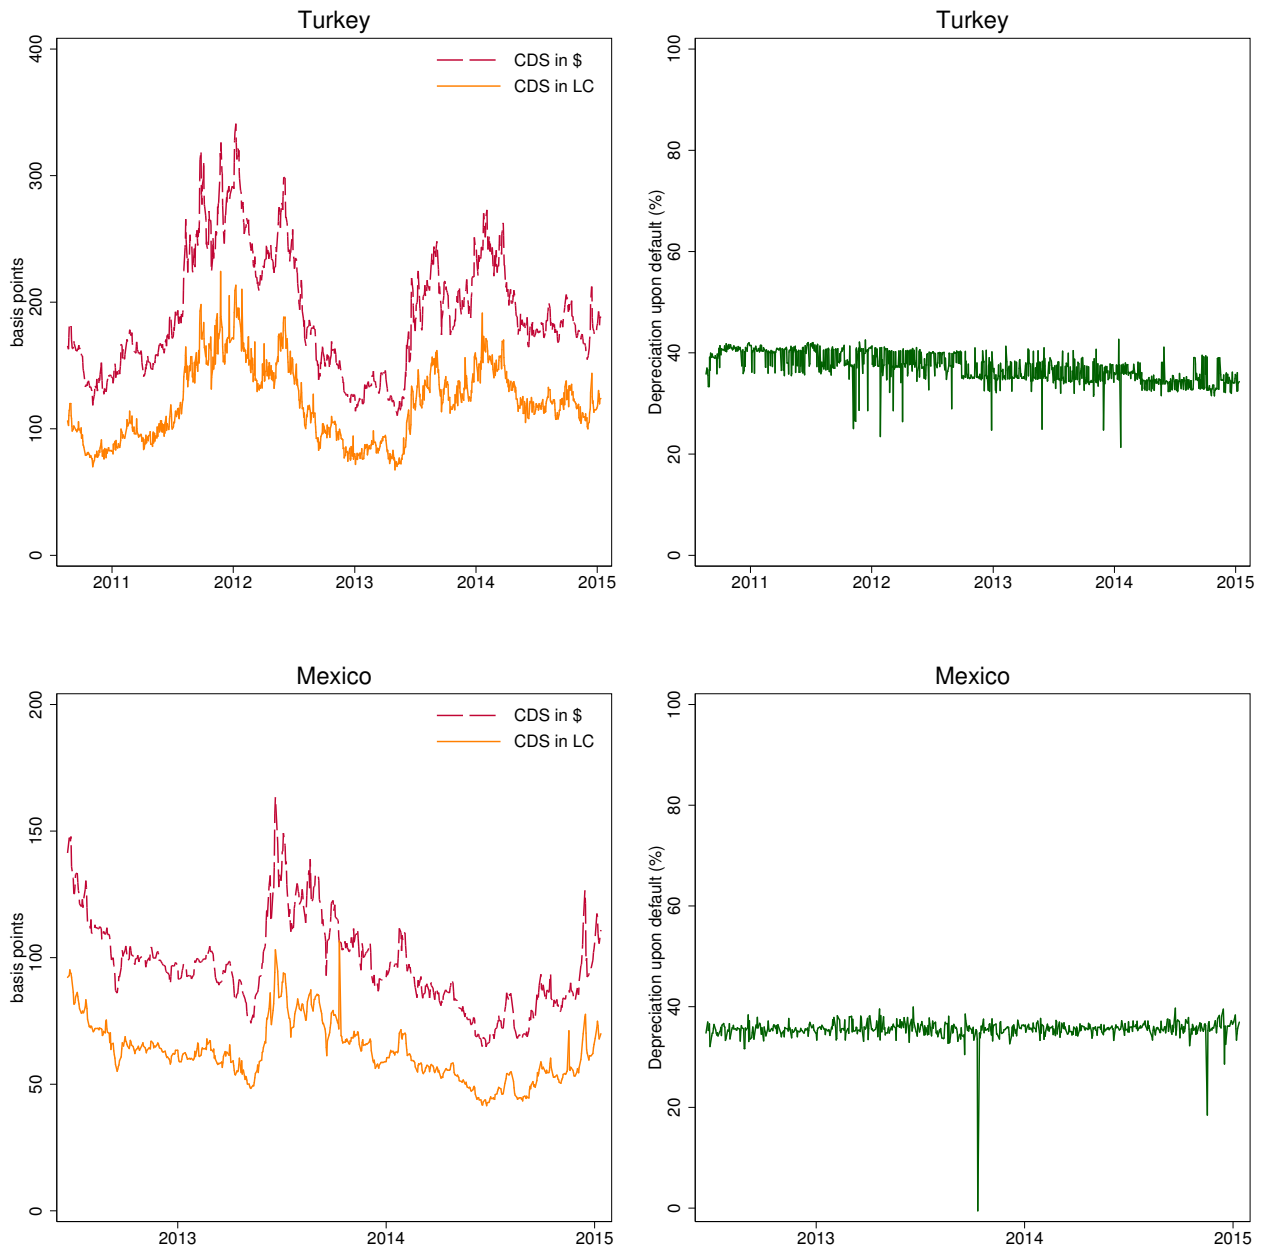 Turkey
CDS in $
CDS in LC
basis points
400
300
200
100
0
2011 2012 2013 2014 2015
Turkey
Depreciation upon default (%)
100
80
60
40
20
0
2011 2012 2013 2014 2015
Mexico
CDS in $
CDS in LC
basis points
200
150
100
50
0
2013 2014 2015
Mexico
Depreciation upon default (%)
100
80
60
40
20
0
2013 2014 2015